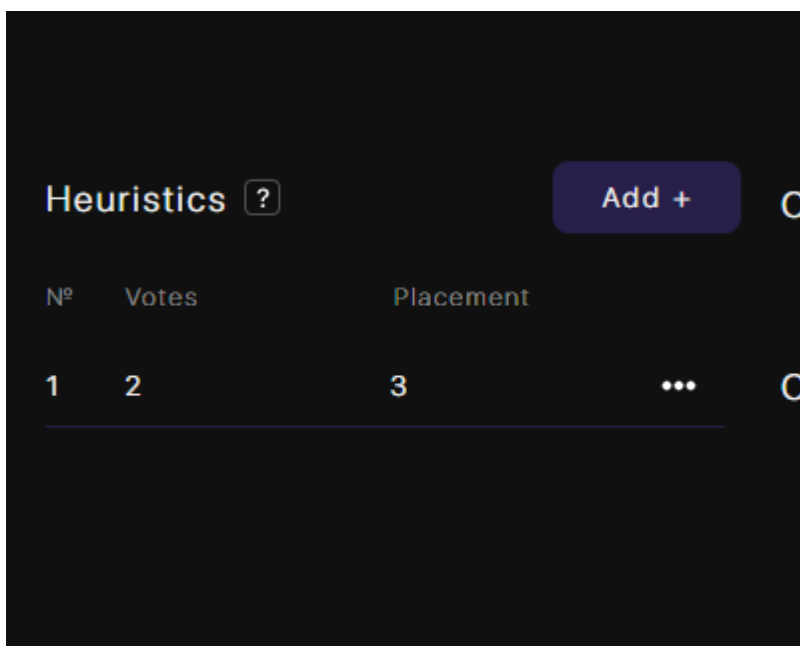 Heuristics ? Add +
Nº Votes Placement
1 2 3 •••